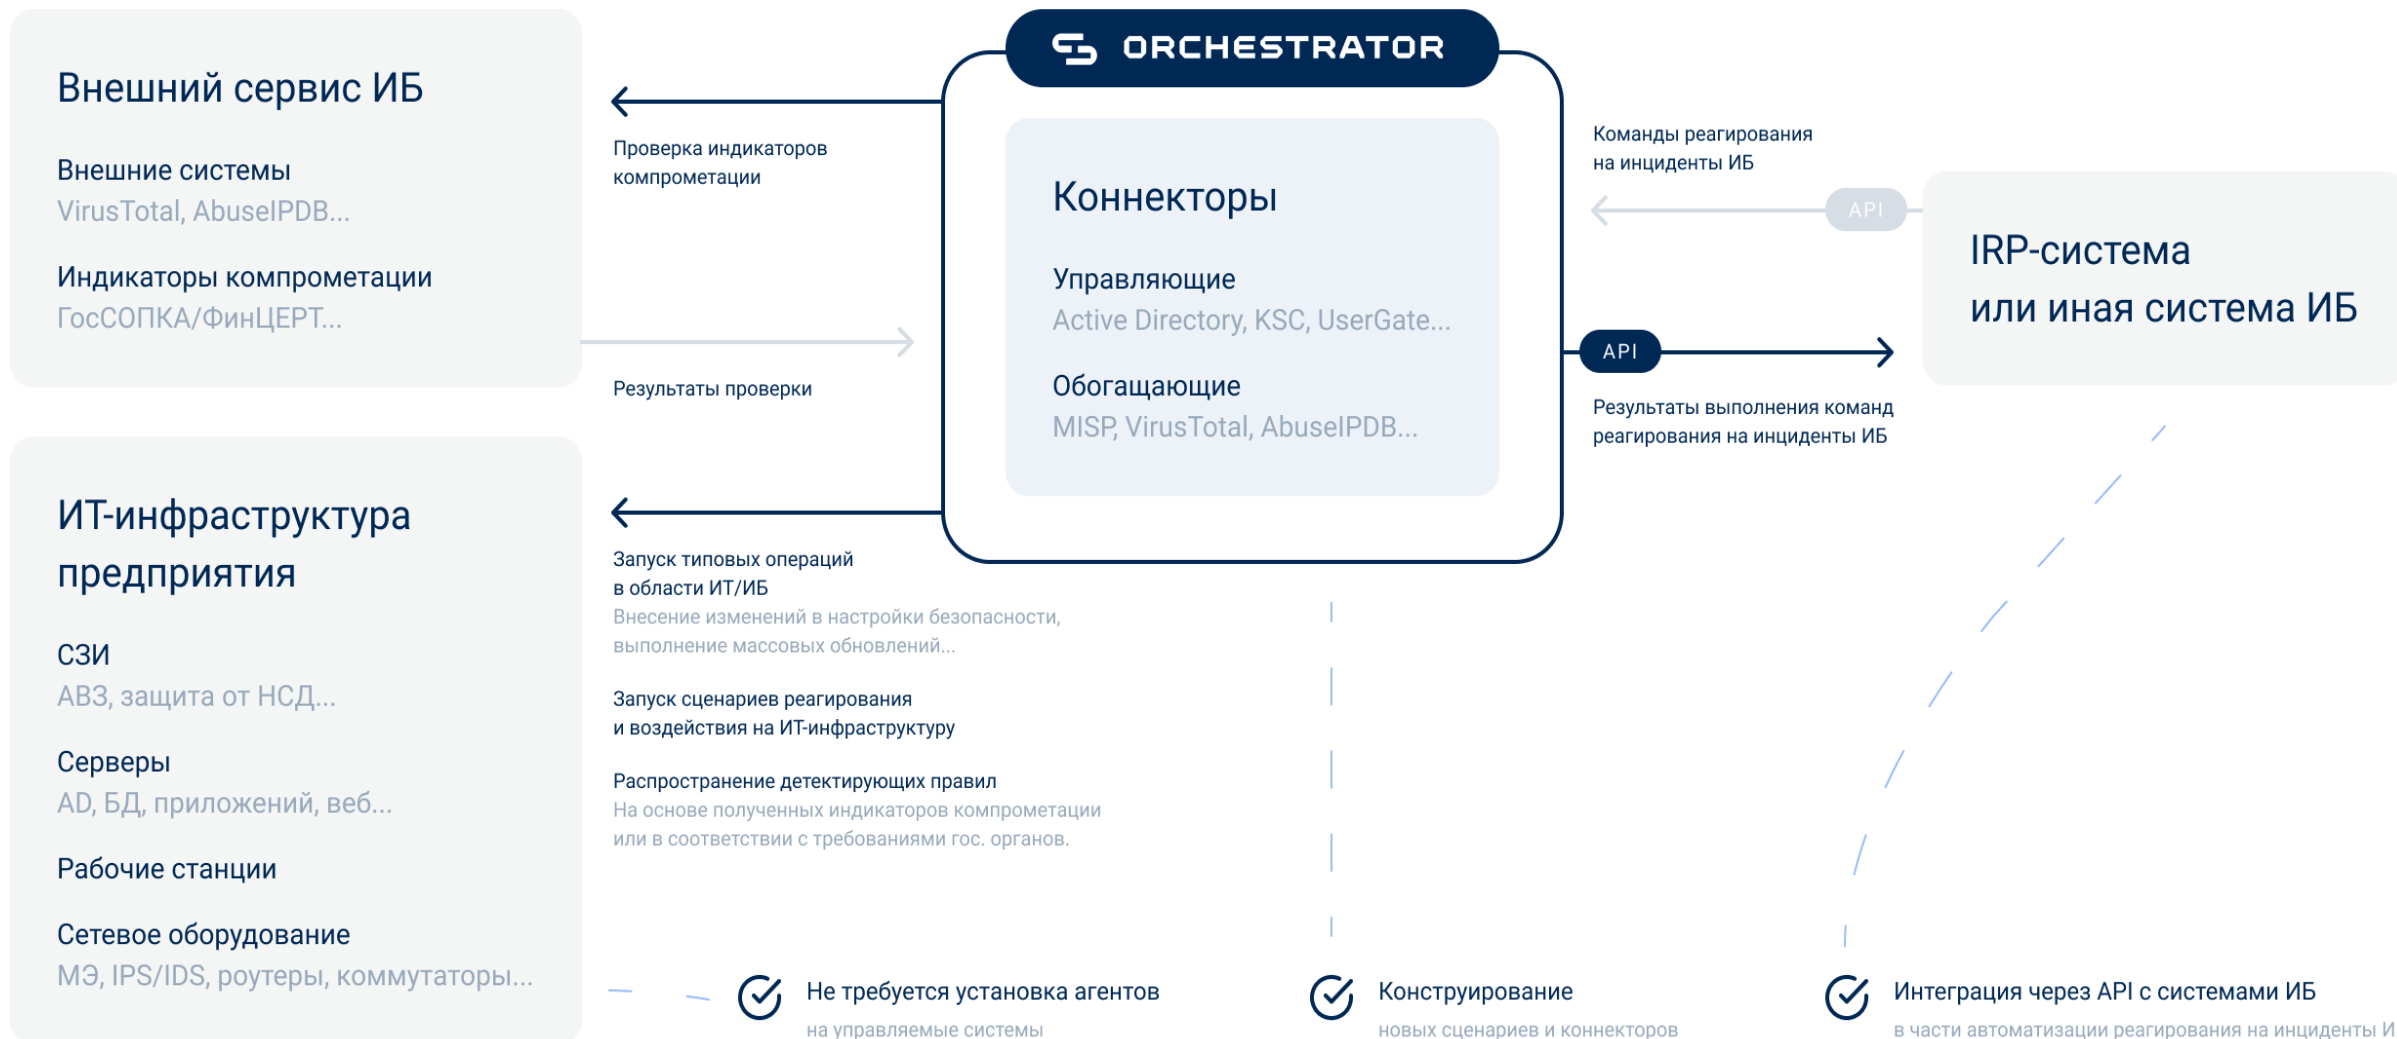 Внешний сервис ИБ
Внешние системы
VirusTotal, AbuseIPDB...
Индикаторы компрометации
ГосСОПКА/ФинЦЕРТ...
ИТ-инфраструктура
предприятия
СЗИ
АВЗ, защита от НСД...
Серверы
AD, БД, приложений, веб...
Рабочие станции
Сетевое оборудование
МЭ, IPS/IDS, роутеры, коммутаторы...
Проверка индикаторов
компрометации
Результаты проверки
Запуск типовых операций
в области ИТ/ИБ
Внесение изменений в настройки безопасности,
выполнение массовых обновлений...
Запуск сценариев реагирования
и воздействия на ИТ-инфраструктуру
Распространение детектирующих правил
На основе полученных индикаторов компрометации
или в соответствии с требованиями гос. органов.
ORCHESTRATOR
Коннекторы
Управляющие
Active Directory, KSC, UserGate...
Обогащающие
MISP, VirusTotal, AbuseIPDB...
Команды реагирования
на инциденты ИБ
API
API
Результаты выполнения команд
реагирования на инциденты ИБ
IRP-система
или иная система ИБ
Не требуется установка агентов
на управляемые системы
Конструирование
новых сценариев и коннекторов
Интеграция через API с системами ИБ
в части автоматизации реагирования на инциденты И